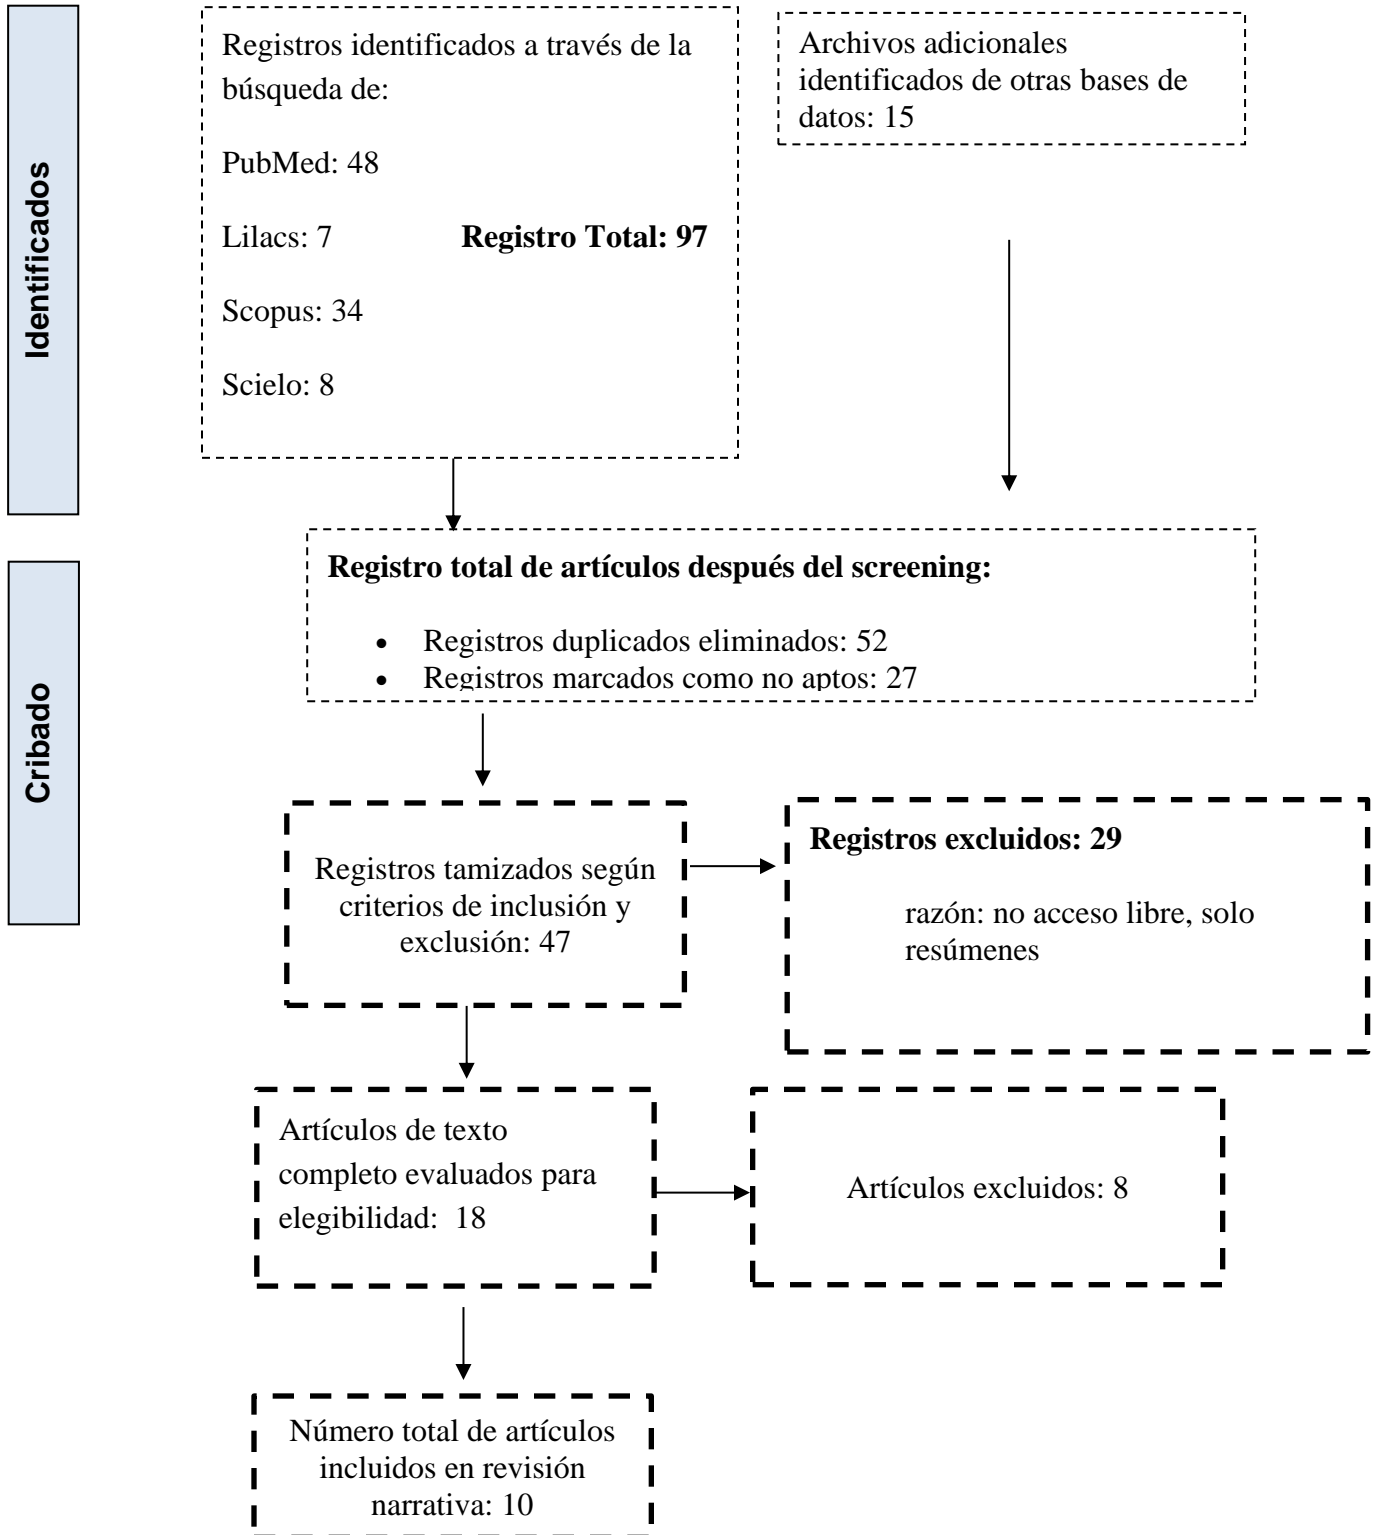 Identificados
Registros identificados a través de la
búsqueda de:
PubMed: 48
Lilacs: 7
Registro Total: 97
Scopus: 34
Scielo: 8
Archivos adicionales
identificados de otras bases de
datos: 15
Cribado
Registro total de artículos después del screening:
• Registros duplicados eliminados: 52
• Registros marcados como no aptos: 27
Registros tamizados según
criterios de inclusión y
exclusión: 47
Registros excluidos: 29
razón: no acceso libre, solo
resúmenes
Artículos de texto
completo evaluados para
elegibilidad: 18
Artículos excluidos: 8
Número total de artículos
incluidos en revisión
narrativa: 10